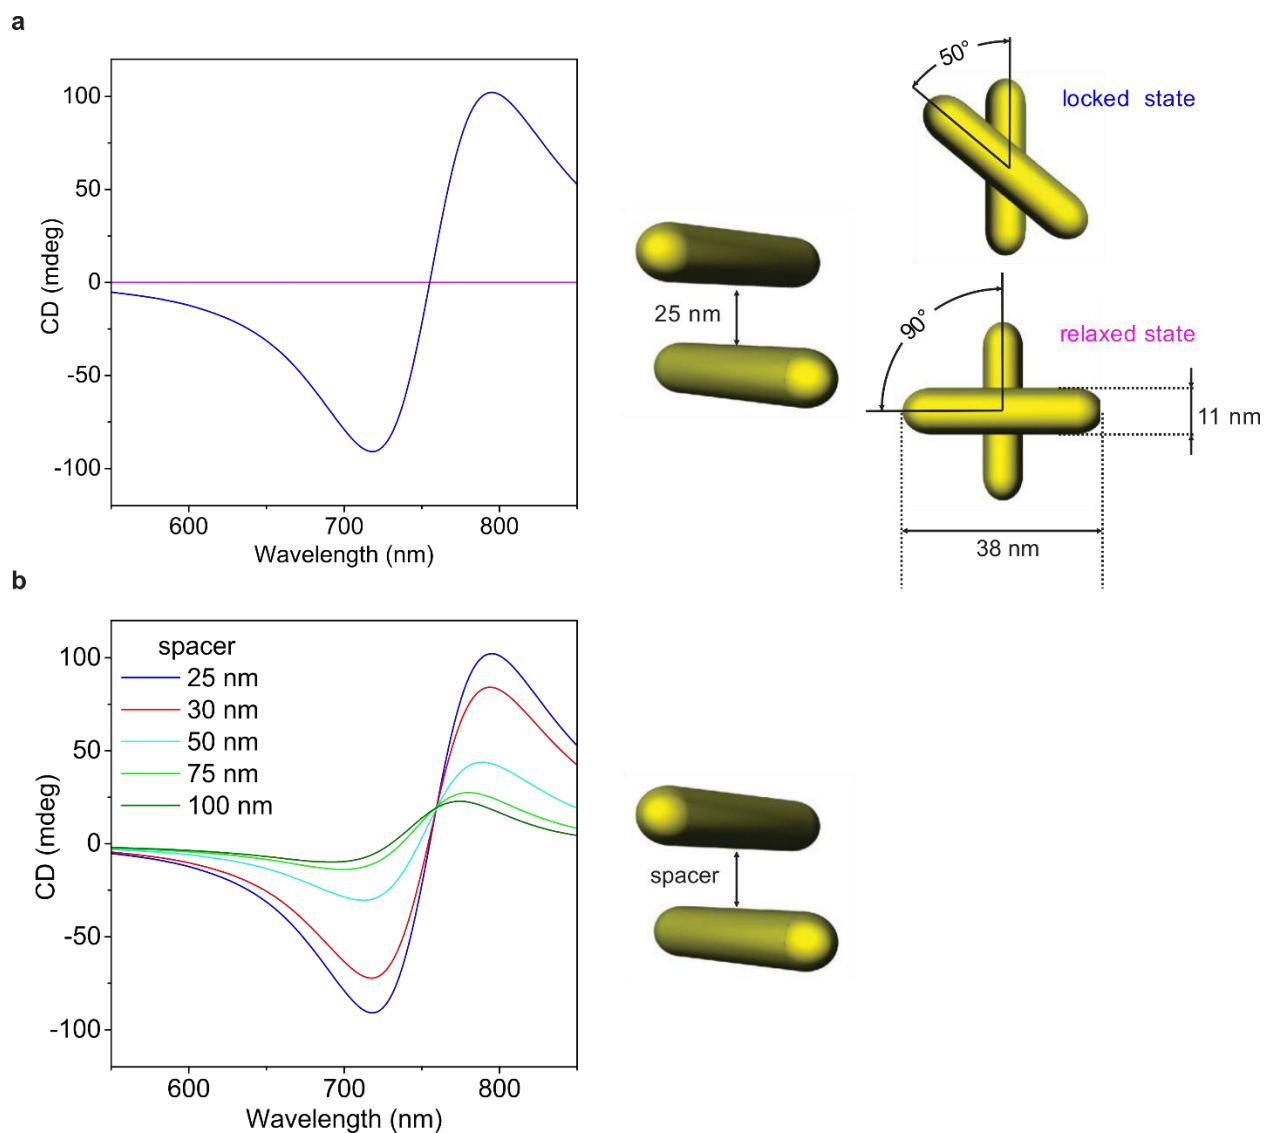 a
CD (mdeg)
100
50
0
-50
-100
600 700 800
Wavelength (nm)
25 nm
50°
locked state
90°
relaxed state
11 nm
38 nm
b
CD (mdeg)
100
50
0
-50
-100
spacer
25 nm
30 nm
50 nm
75 nm
100 nm
600 700 800
Wavelength (nm)
spacer